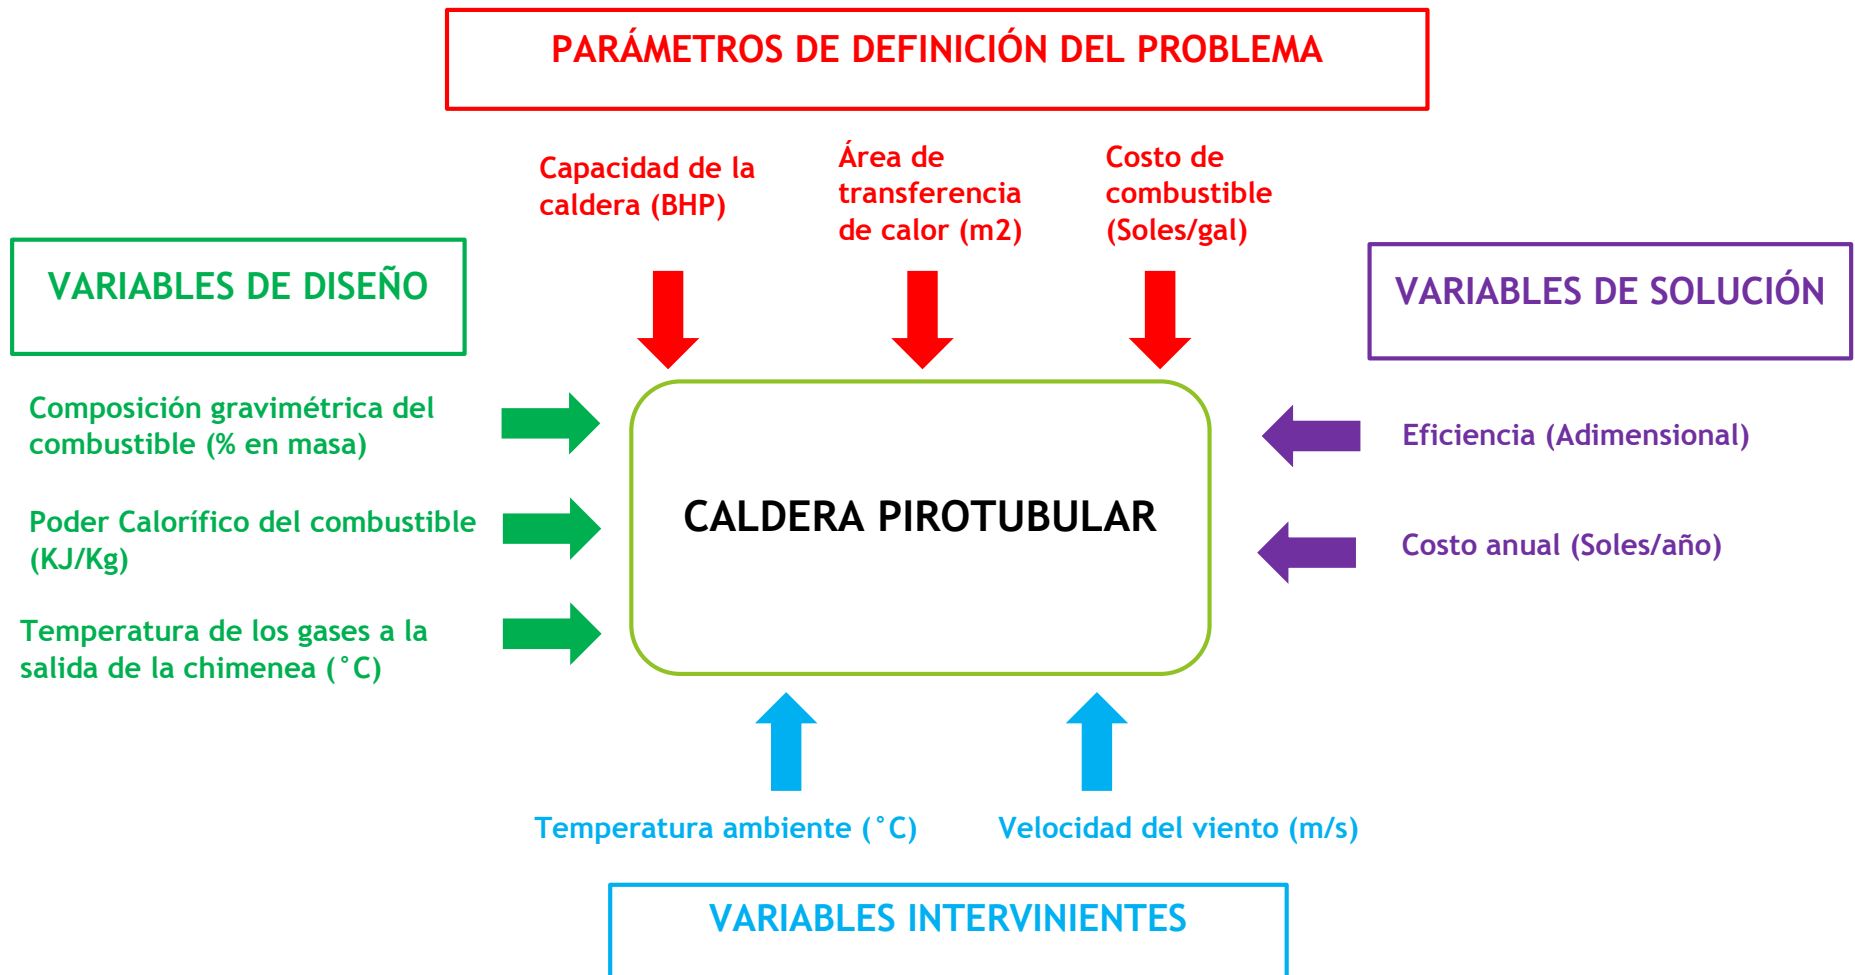 PARÁMETROS DE DEFINICIÓN DEL PROBLEMA
Capacidad de la
caldera (BHP)
Área de
transferencia
de calor (m2)
Costo de
combustible
(Soles/gal)
VARIABLES DE DISEÑO
VARIABLES DE SOLUCIÓN
Composición gravimétrica del
combustible (% en masa)
Poder Calorífico del combustible
(KJ/Kg)
Temperatura de los gases a la
salida de la chimenea (°C)
CALDERA PIROTUBULAR
Eficiencia (Adimensional)
Costo anual (Soles/año)
Temperatura ambiente (°C)
Velocidad del viento (m/s)
VARIABLES INTERVINIENTES